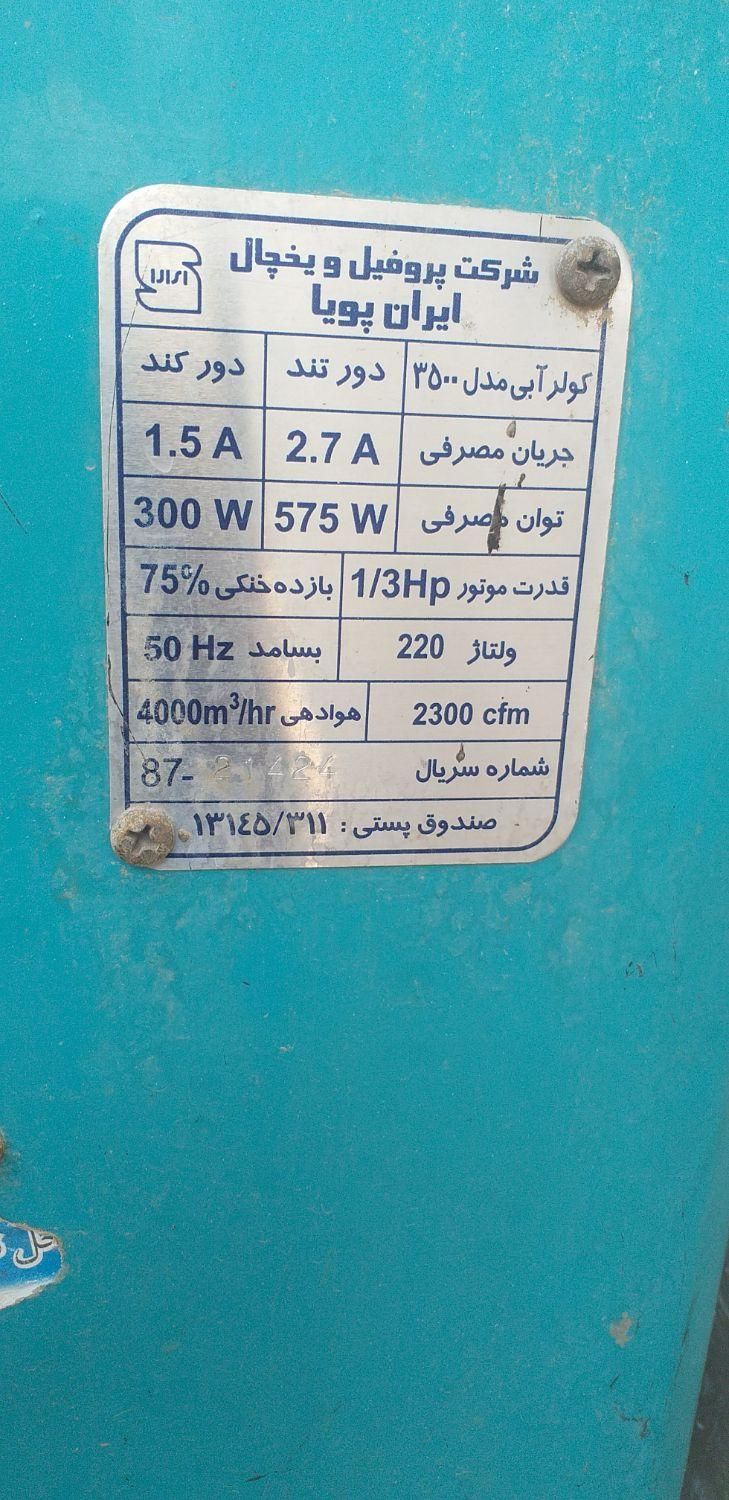 شرکت پروفیل و یخچال
ایران پویا
کولر آبی مدل ۳۵۰۰ دور تند دور کند
جریان مصرفی 2.7 A 1.5 A
توان مصرفی 575 W 300 W
قدرت موتور 1/3Hp بازده خنکی 75%
ولتاژ 220 بسامد 50 Hz
2300 cfm هوادهی 4000m³/hr
شماره سریال 87- 21424
صندوق پستی : ۱۳۱٤۵/۳۱۱